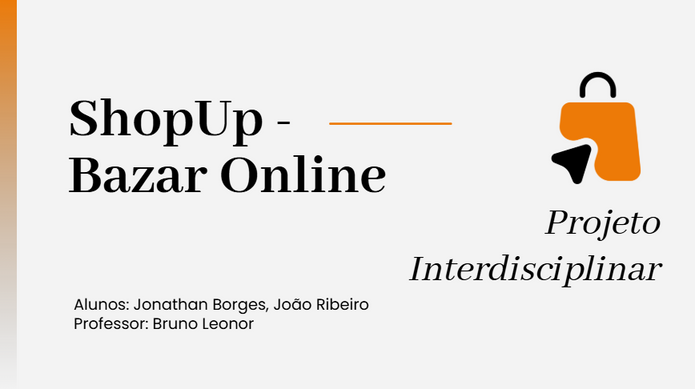 ShopUp -
Bazar Online
Projeto
Interdisciplinar
Alunos: Jonathan Borges, João Ribeiro
Professor: Bruno Leonor